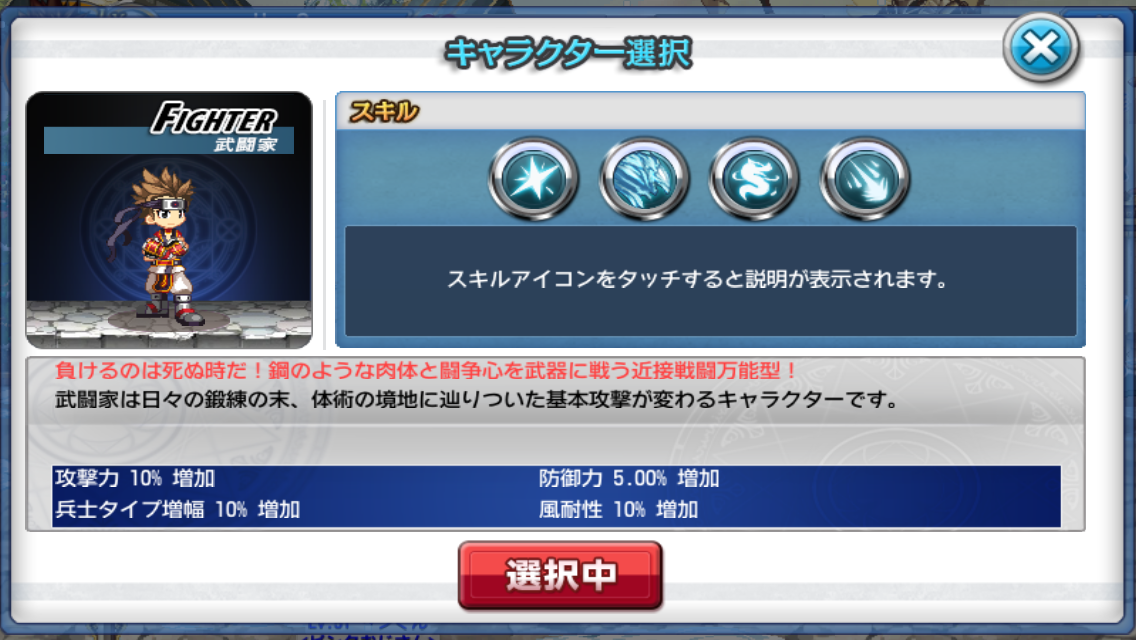 キャラクター選択
FIGHTER
武闘家
スキル
スキルアイコンをタッチすると説明が表示されます。
負けるのは死ぬ時だ！鋼のような肉体と闘争心を武器に戦う近接戦闘万能型！
武闘家は日々の鍛練の末、体術の境地に辿りついた基本攻撃が変わるキャラクターです。
攻撃力 10% 増加
防御力 5.00% 増加
兵士タイプ増幅 10% 増加
風耐性 10% 増加
選択中